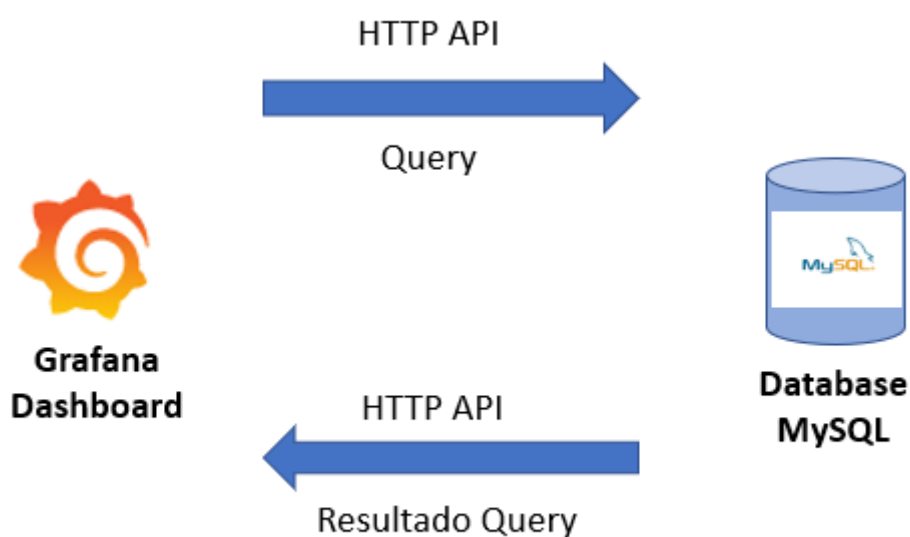 HTTP API
Query
MySQL
Grafana
Dashboard
Database
MySQL
HTTP API
Resultado Query